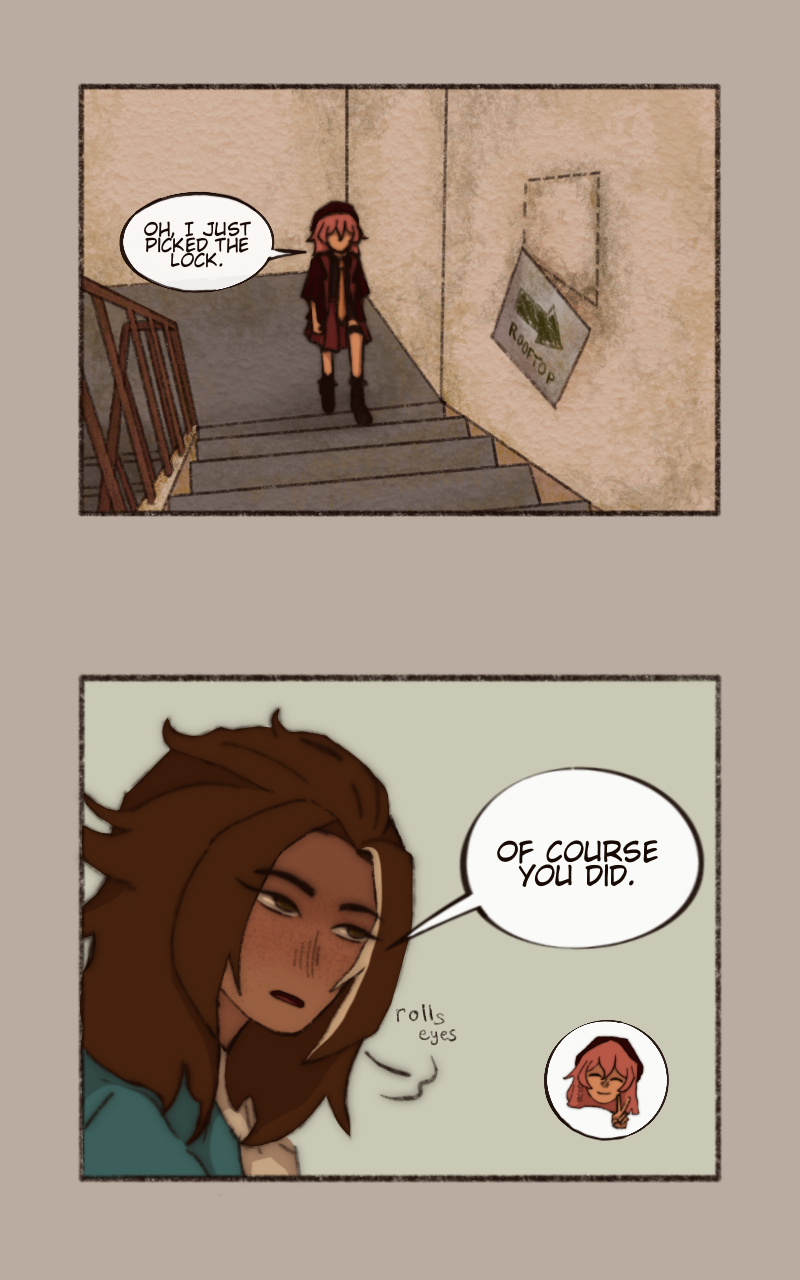 OH, I JUST
PICKED THE
LOCK.
ROOFTOP
OF COURSE
YOU DID.
rolls
eyes